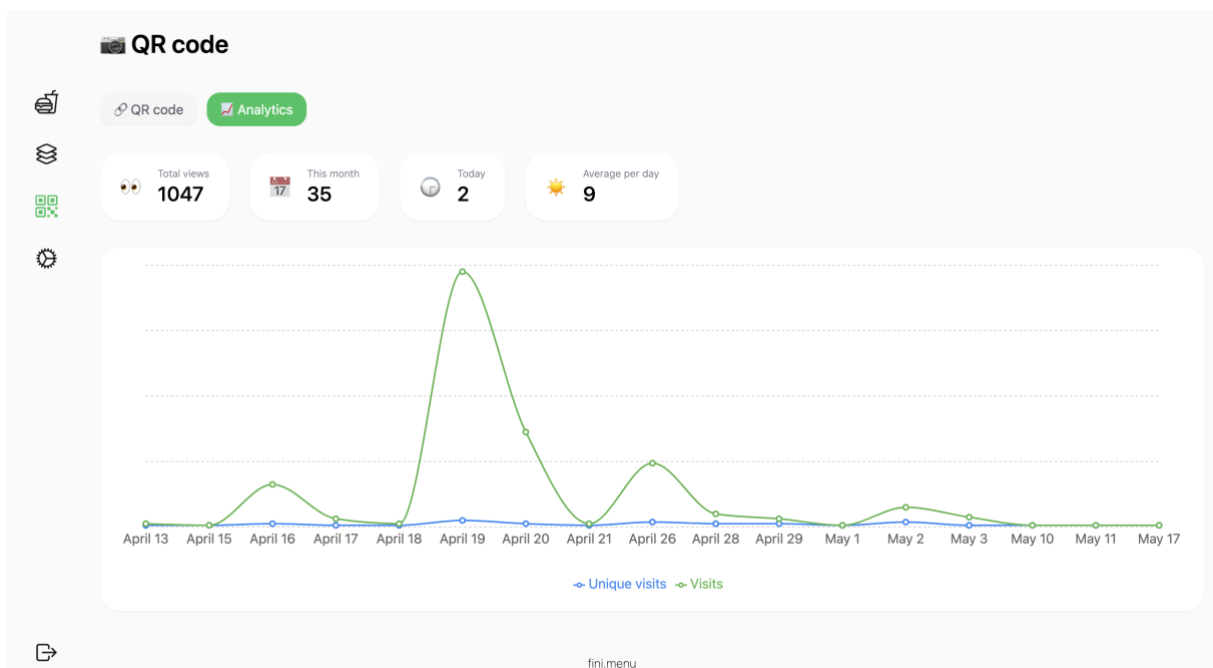 QR code
QR code
Analytics
Total views
1047
17
This month
35
Today
2
Average per day
9
April 13 April 15 April 16 April 17 April 18 April 19 April 20 April 21 April 26 April 28 April 29 May 1 May 2 May 3 May 10 May 11 May 17
Unique visits Visits
fini.menu